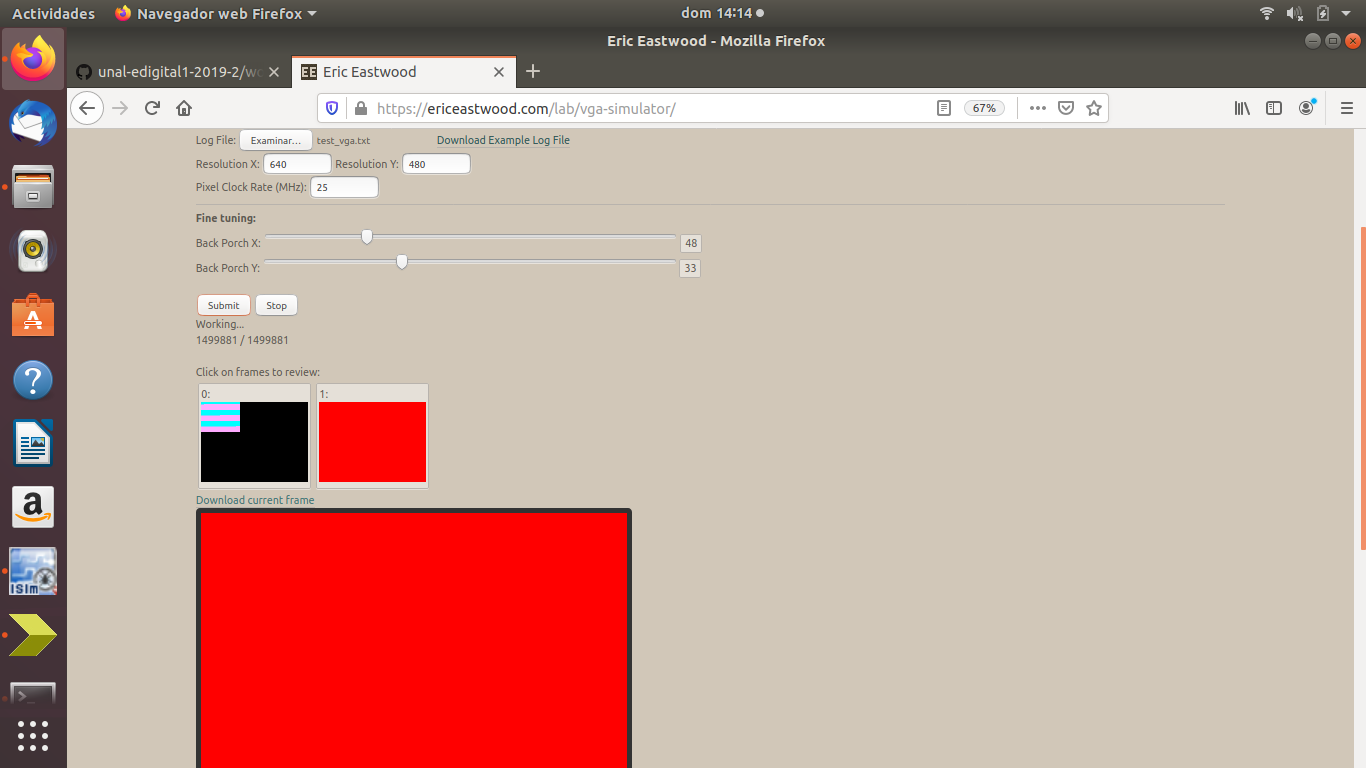 Actividades Navegador web Firefox dom 14:14
Eric Eastwood - Mozilla Firefox
unal-edigital1-2019-2/wo Eric Eastwood
https://ericeastwood.com/lab/vga-simulator/ 67%
Log File: Examinar... test_vga.txt Download Example Log File
Resolution X: 640 Resolution Y: 480
Pixel Clock Rate (MHz): 25
Fine tuning:
Back Porch X: 48
Back Porch Y: 33
Submit Stop
Working...
1499881 / 1499881
Click on frames to review:
0: 1:
Download current frame
ISim